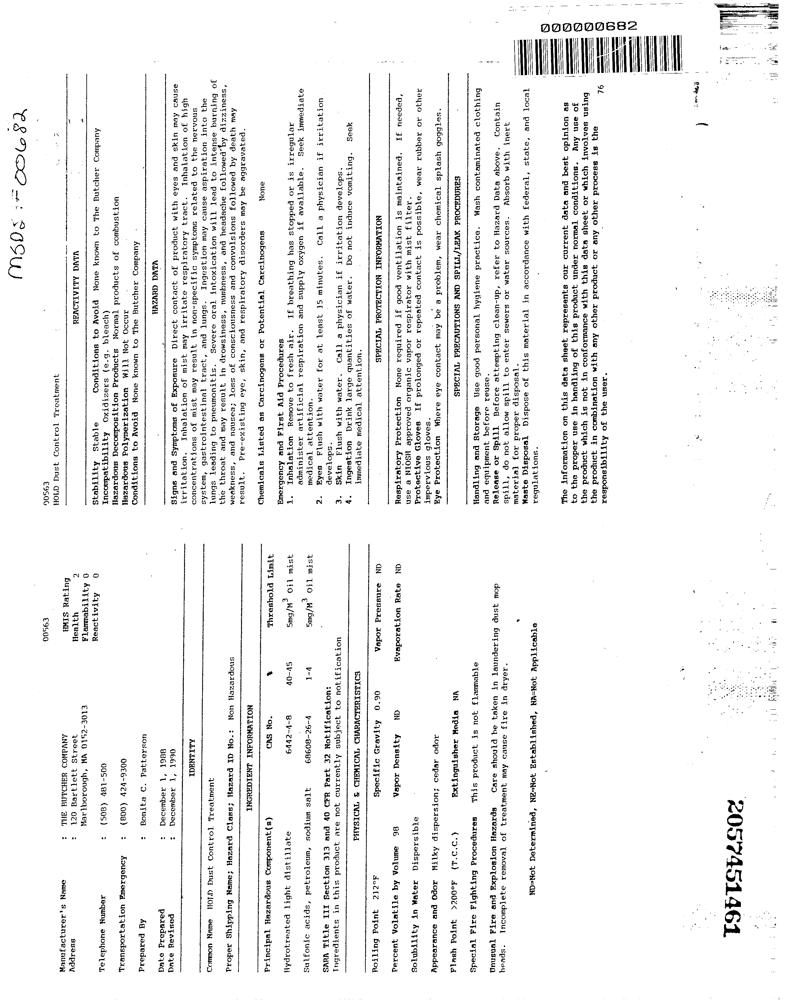 000000682
MSDS # 00682
00563
Manufacturer's Name : THE BUTCHER COMPANY
Address : 120 Bartlett Street
Marlborough, MA 0152-3013
HMIS Rating
Health 2
Flammability 0
Reactivity 0
Telephone Number : (508) 481-500
Transportation Emergency : (800) 424-9300
Prepared By : Bonita C. Patterson
Date Prepared : December 1, 1988
Date Revised : December 1, 1990
IDENTITY
Common Name HOLD Dust Control Treatment
Proper Shipping Name; Hazard Class; Hazard ID No.: Non Hazardous
INGREDIENT INFORMATION
Principal Hazardous Component(s) CAS No. % Threshold Limit
Hydrotreated light distillate 6442-4-8 40-45 5mg/M3 Oil mist
Sulfonic acids, petroleum, sodium salt 68608-26-4 1-4 5mg/M3 Oil mist
SARA Title III Section 313 and 40 CFR Part 32 Notification:
Ingredients in this product are not currently subject to notification
PHYSICAL & CHEMICAL CHARACTERISTICS
Boiling Point 212°F Specific Gravity 0.90 Vapor Pressure ND
Percent Volatile by Volume 98 Vapor Density ND Evaporation Rate ND
Solubility in Water Dispersible
Appearance and Odor Milky dispersion; cedar odor
Flash Point >200°F (T.C.C.) Extinguisher Media NA
Special Fire Fighting Procedures This product is not flammable
Unusual Fire and Explosion Hazards Care should be taken in laundering dust mop
heads. Incomplete removal of treatment may cause fire in dryer.
ND=Not Determined, NE=Not Established, NA=Not Applicable
00563
HOLD Dust Control Treatment
REACTIVITY DATA
Stability Stable Conditions to Avoid None known to The Butcher Company
Incompatibility Oxidizers (e.g. bleach)
Hazardous Decomposition Products Normal products of combustion
Hazardous Polymerization Will Not Occur
Conditions to Avoid None known to The Butcher Company
HAZARD DATA
Signs and Symptoms of Exposure Direct contact of product with eyes and skin may cause
irritation. Inhalation of mist may irritate respiratory tract. Inhalation of high
concentrations of mist may result in non-specific symptoms related to the nervous
system, gastrointestinal tract, and lungs. Ingestion may cause aspiration into the
lungs leading to pneumonitis. Severe oral intoxication will lead to intense burning of
the throat and may result in drowsiness, numbness, and headache followed by dizziness,
weakness, and nausea; loss of consciousness and convulsions followed by death may
result. Pre-existing eye, skin, and respiratory disorders may be aggravated.
Chemicals Listed as Carcinogens or Potential Carcinogens None
Emergency and First Aid Procedures
1. Inhalation Remove to fresh air. If breathing has stopped or is irregular
administer artificial respiration and supply oxygen if available. Seek immediate
medical attention.
2. Eyes Flush with water for at least 15 minutes. Call a physician if irritation
develops.
3. Skin Flush with water. Call a physician if irritation develops.
4. Ingestion Drink large quantities of water. Do not induce vomiting. Seek
immediate medical attention.
SPECIAL PROTECTION INFORMATION
Respiratory Protection None required if good ventilation is maintained. If needed,
use a NIOSH approved organic vapor respirator with mist filter.
Protective Gloves If prolonged or repeated contact is possible, wear rubber or other
impervious gloves.
Eye Protection Where eye contact may be a problem, wear chemical splash goggles.
SPECIAL PRECAUTIONS AND SPILL/LEAK PROCEDURES
Handling and Storage Use good personal hygiene practice. Wash contaminated clothing
and equipment before reuse.
Release or Spill Before attempting clean-up, refer to Hazard Data above. Contain
spill, do not allow spill to enter sewers or water sources. Absorb with inert
material for proper disposal.
Waste Disposal Dispose of this material in accordance with federal, state, and local
regulations.
The information on this data sheet represents our current data and best opinion as
to the proper use in handling of this product under normal conditions. Any use of
the product which is not in conformance with this data sheet or which involves using
the product in combination with any other product or any other process is the
responsibility of the user.
76
2057451461